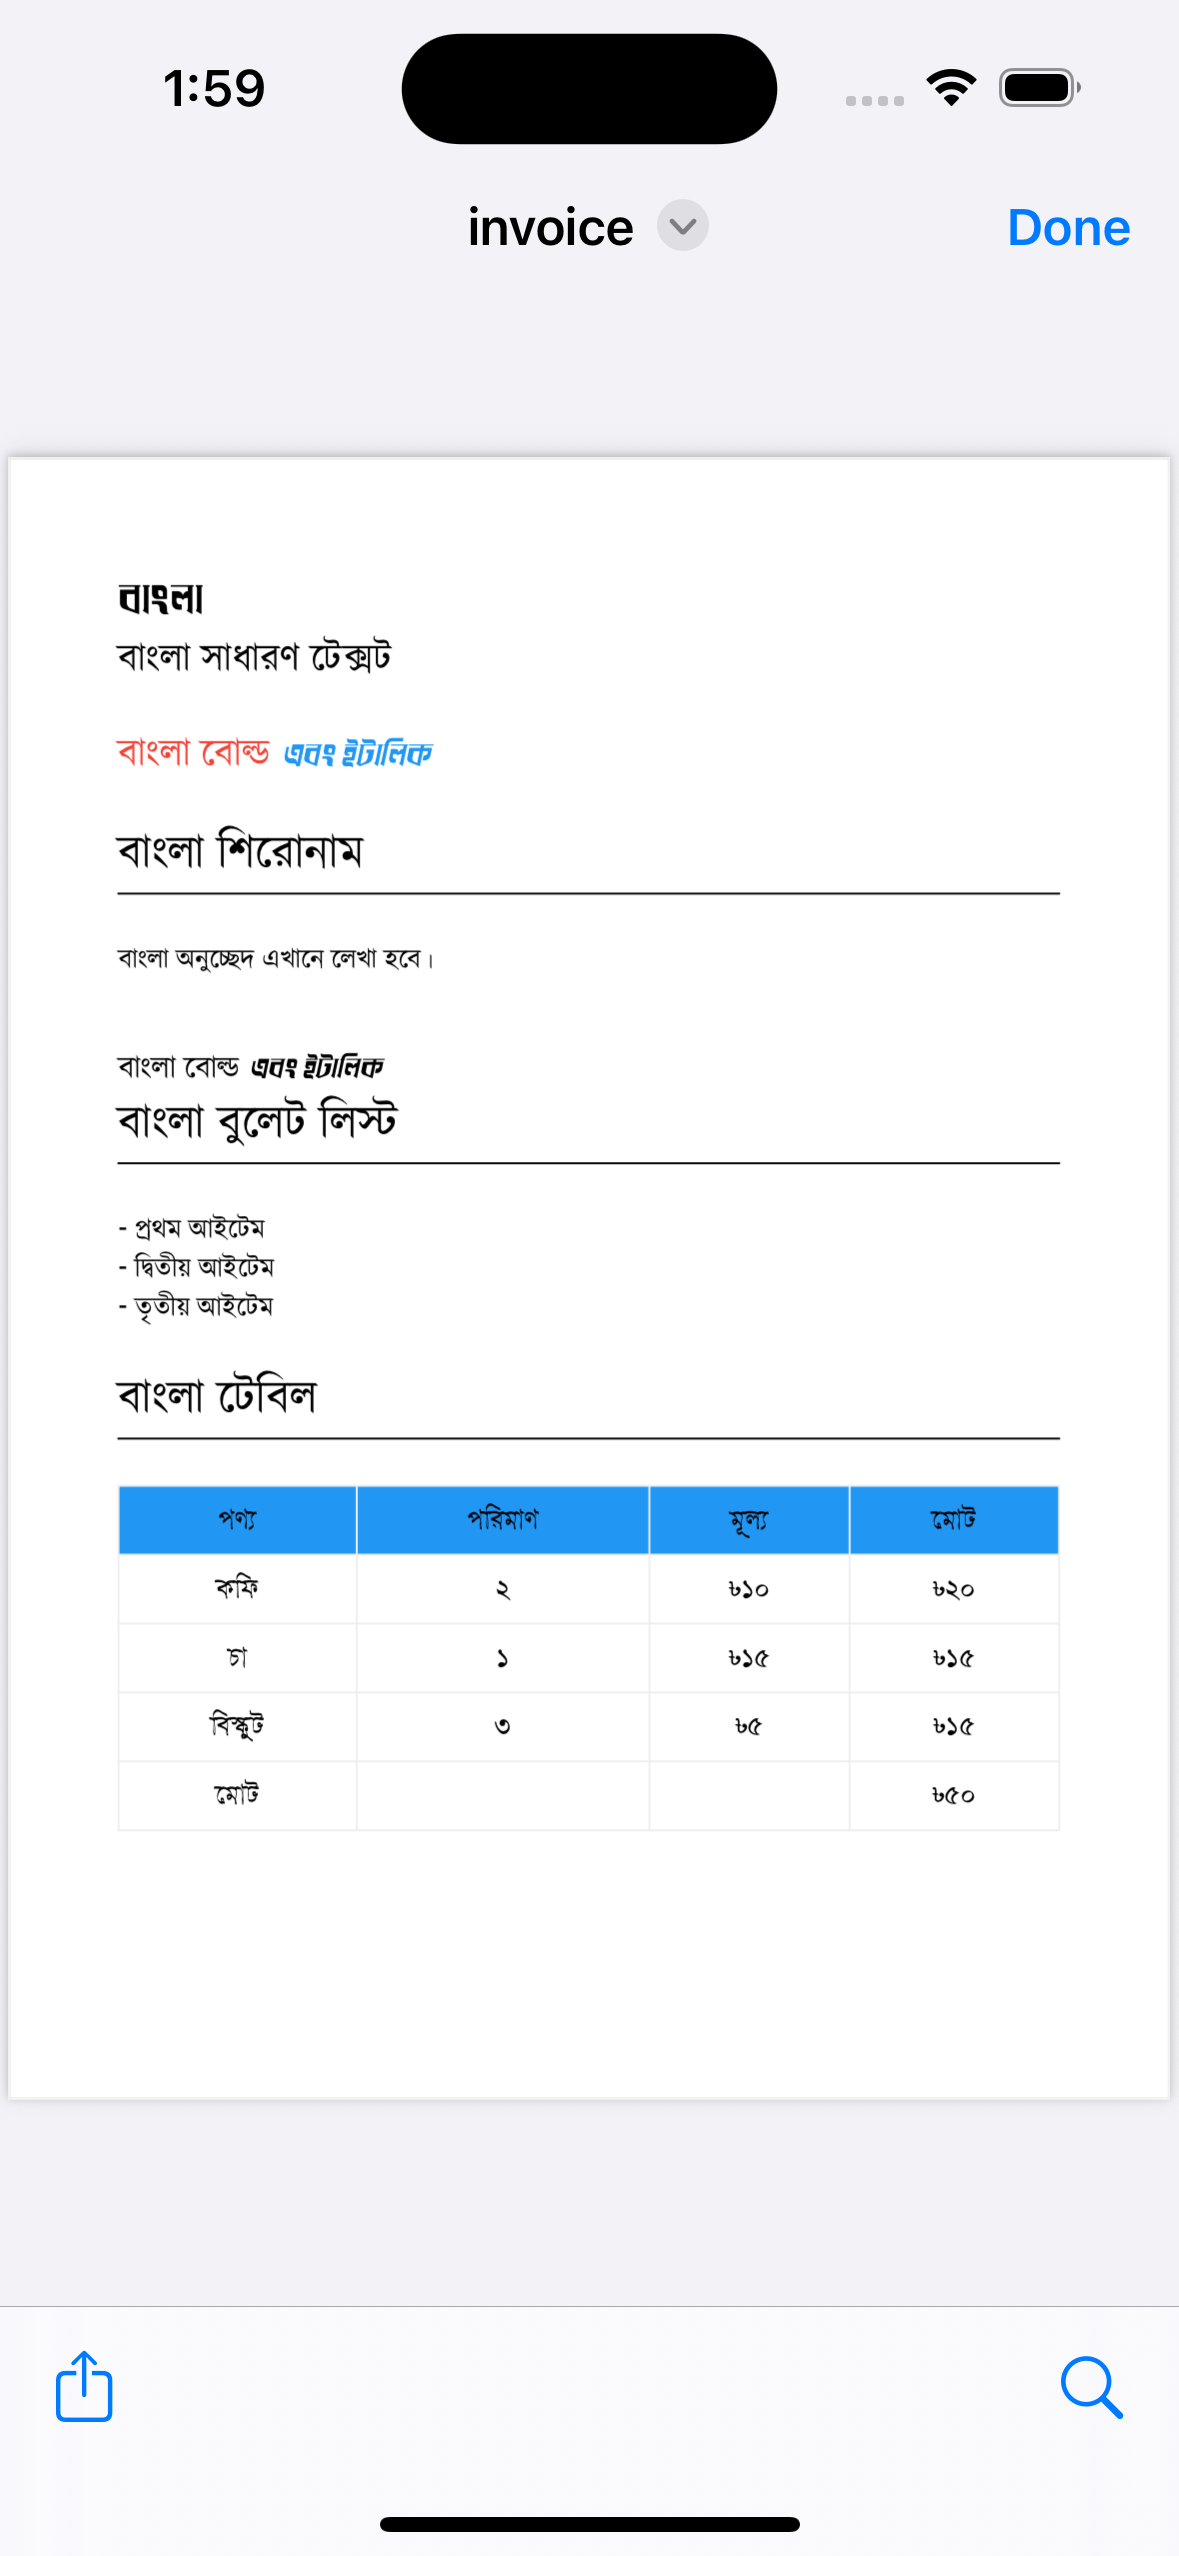 1:59
invoice
Done
বাংলা
বাংলা সাধারণ টেক্সট
বাংলা বোল্ড এবং ইটালিক
বাংলা শিরোনাম
বাংলা অনুচ্ছেদ এখানে লেখা হবে।
বাংলা বোল্ড এবং ইটালিক
বাংলা বুলেট লিস্ট
- প্রথম আইটেম
- দ্বিতীয় আইটেম
- তৃতীয় আইটেম
বাংলা টেবিল
পণ্য পরিমাণ মূল্য মোট
কফি ২ ৳১০ ৳২০
চা ১ ৳১৫ ৳১৫
বিস্কুট ৩ ৳৫ ৳১৫
মোট ৳৫০